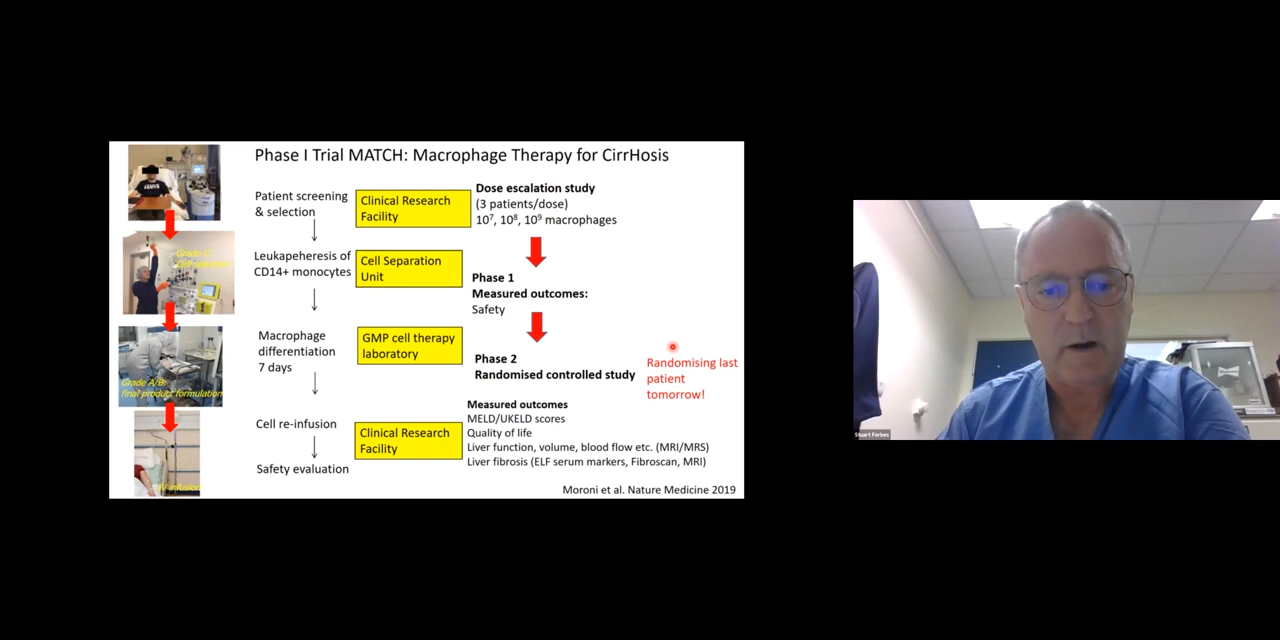 Phase I Trial MATCH: Macrophage Therapy for CirrHosis
LEVIS
Grade A/B:
final product formulation
IV infusion
Patient screening
& selection
Leukapeheresis of
CD14+ monocytes
Macrophage
differentiation
7 days
Cell re-infusion
Safety evaluation
Clinical Research
Facility
Cell Separation
Unit
GMP cell therapy
laboratory
Clinical Research
Facility
Dose escalation study
(3 patients/dose)
10⁷, 10⁸, 10⁹ macrophages
Phase 1
Measured outcomes:
Safety
Phase 2
Randomised controlled study
Randomising last
patient
tomorrow!
Measured outcomes
MELD/UKELD scores
Quality of life
Liver function, volume, blood flow etc. (MRI/MRS)
Liver fibrosis (ELF serum markers, Fibroscan, MRI)
Moroni et al. Nature Medicine 2019
Stuart Forbes